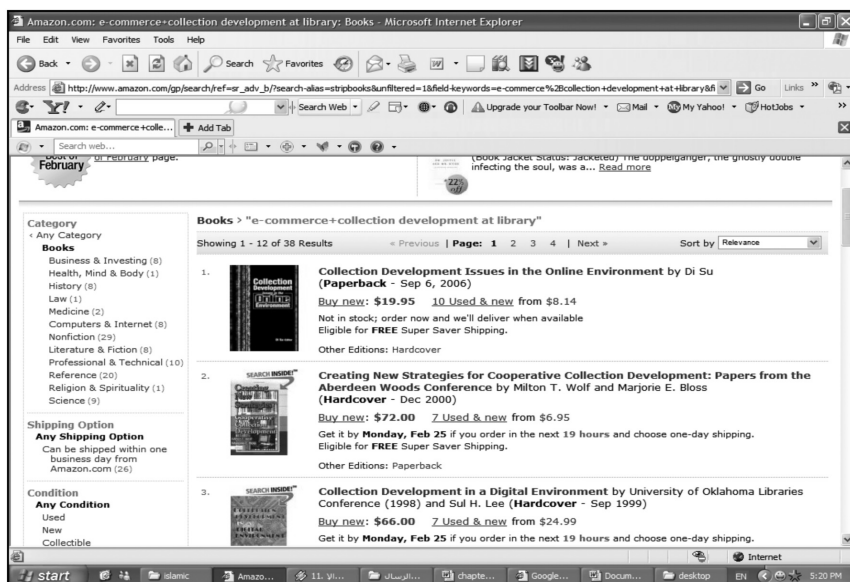 Amazon.com: e-commerce+collection development at library: Books - Microsoft Internet Explorer
File Edit View Favorites Tools Help
Back Search Favorites
Address http://www.amazon.com/gp/search/ref=sr_adv_b/?search-alias=stripbooks&unfiltered=1&field-keywords=e-commerce%2Bcollection+development+at+library&fi Go Links »
Y! Search Web Upgrade your Toolbar Now! Mail My Yahoo! HotJobs »
Amazon.com: e-commerce+colle... Add Tab
Search web...
February of February page.
(Book Jacket Status: Jacketed) The doppelganger, the ghostly double
infecting the soul, was a... Read more
22%
off
Category
‹ Any Category
Books
Business & Investing (8)
Health, Mind & Body (1)
History (8)
Law (1)
Medicine (2)
Computers & Internet (8)
Nonfiction (29)
Literature & Fiction (8)
Professional & Technical (10)
Reference (20)
Religion & Spirituality (1)
Science (9)
Shipping Option
Any Shipping Option
Can be shipped within one
business day from
Amazon.com (26)
Condition
Any Condition
Used
New
Collectible
Books > "e-commerce+collection development at library"
Showing 1 - 12 of 38 Results « Previous | Page: 1 2 3 4 | Next » Sort by Relevance
1.
Collection
Development
Online
Environment
Collection Development Issues in the Online Environment by Di Su
(Paperback - Sep 6, 2006)
Buy new: $19.95 10 Used & new from $8.14
Not in stock; order now and we'll deliver when available
Eligible for FREE Super Saver Shipping.
Other Editions: Hardcover
2.
SEARCH INSIDE!™
Creating New Strategies for Cooperative Collection Development: Papers from the
Aberdeen Woods Conference by Milton T. Wolf and Marjorie E. Bloss
(Hardcover - Dec 2000)
Buy new: $72.00 7 Used & new from $6.95
Get it by Monday, Feb 25 if you order in the next 19 hours and choose one-day shipping.
Eligible for FREE Super Saver Shipping.
Other Editions: Paperback
3.
SEARCH INSIDE!™
Collection Development in a Digital Environment by University of Oklahoma Libraries
Conference (1998) and Sul H. Lee (Hardcover - Sep 1999)
Buy new: $66.00 7 Used & new from $24.99
Get it by Monday, Feb 25 if you order in the next 19 hours and choose one-day shipping.
Internet
start islamic Amazo... 11. الا... الرسال... chapte... Google... Docum... desktop EN 5:20 PM